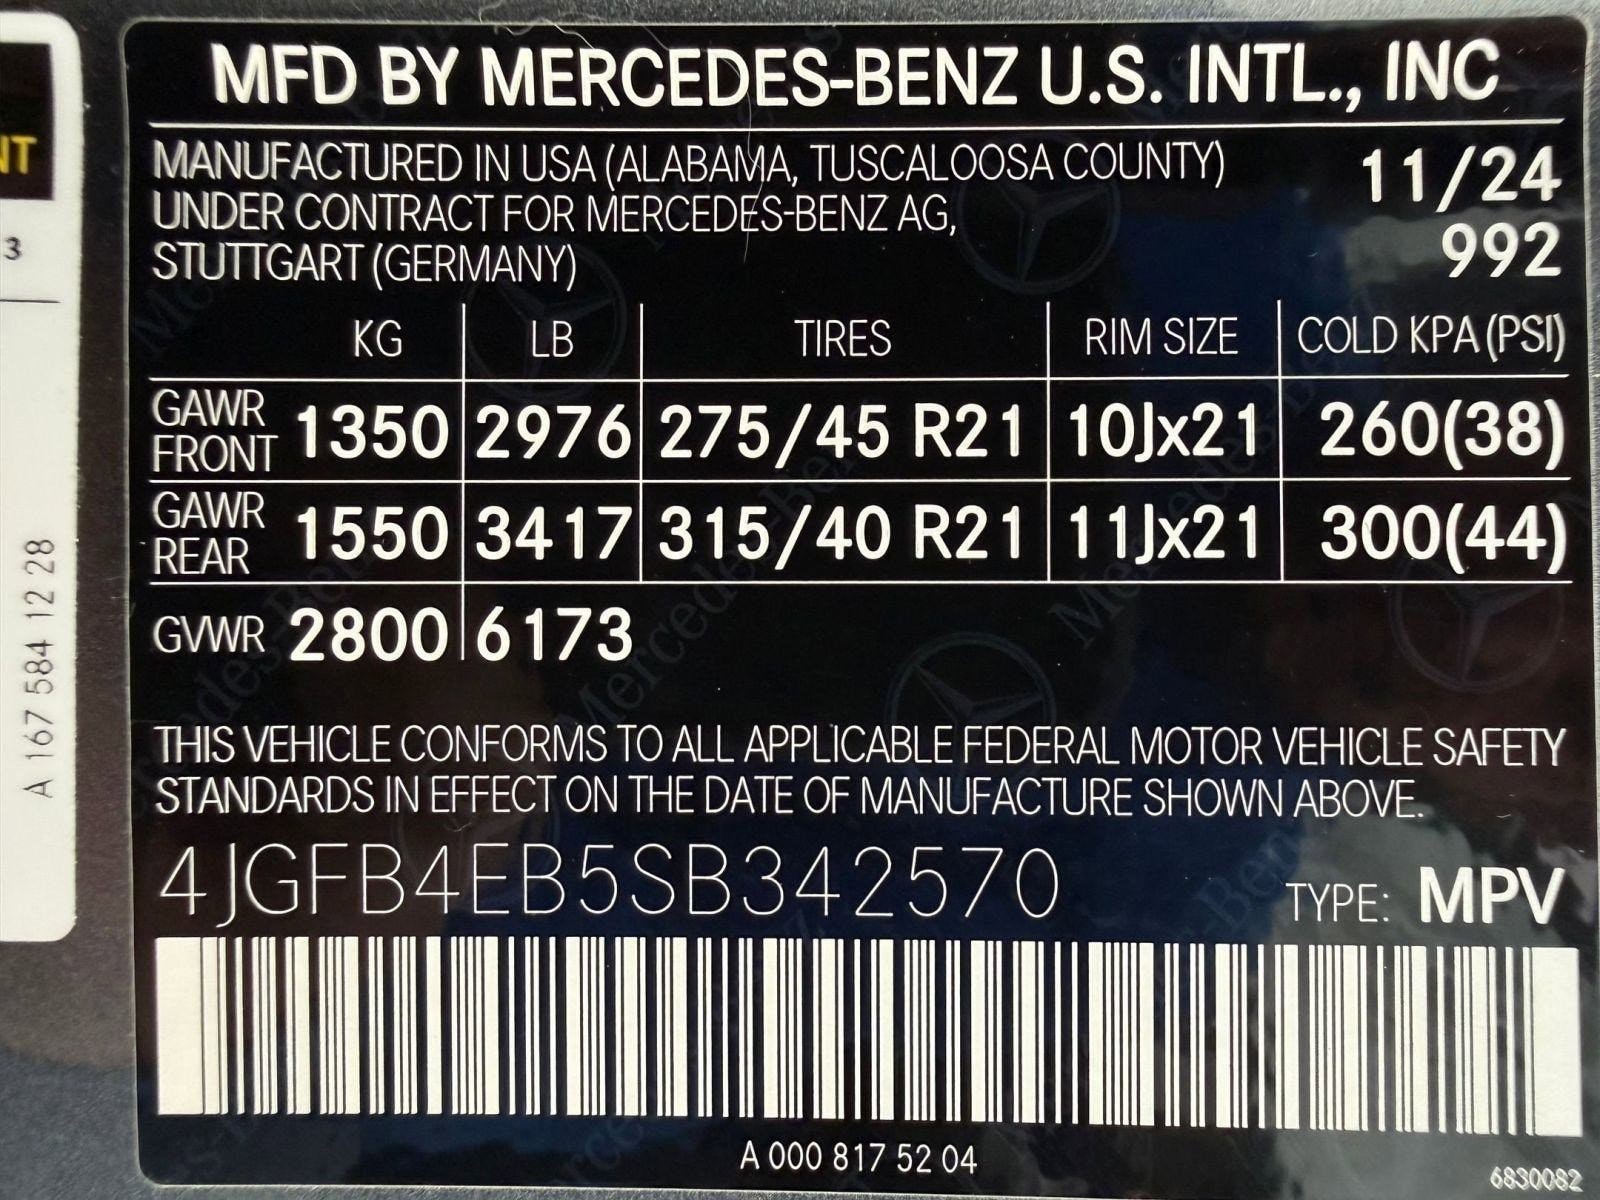 MFD BY MERCEDES-BENZ U.S. INTL., INC
MANUFACTURED IN USA (ALABAMA, TUSCALOOSA COUNTY) 11/24
UNDER CONTRACT FOR MERCEDES-BENZ AG, 992
STUTTGART (GERMANY)
KG LB TIRES RIM SIZE COLD KPA (PSI)
GAWR FRONT 1350 2976 275/45 R21 10Jx21 260(38)
GAWR REAR 1550 3417 315/40 R21 11Jx21 300(44)
GVWR 2800 6173
THIS VEHICLE CONFORMS TO ALL APPLICABLE FEDERAL MOTOR VEHICLE SAFETY
STANDARDS IN EFFECT ON THE DATE OF MANUFACTURE SHOWN ABOVE.
4JGFB4EB5SB342570 TYPE: MPV
A 000 817 52 04
6830082
NT
3
A 167 584 12 28